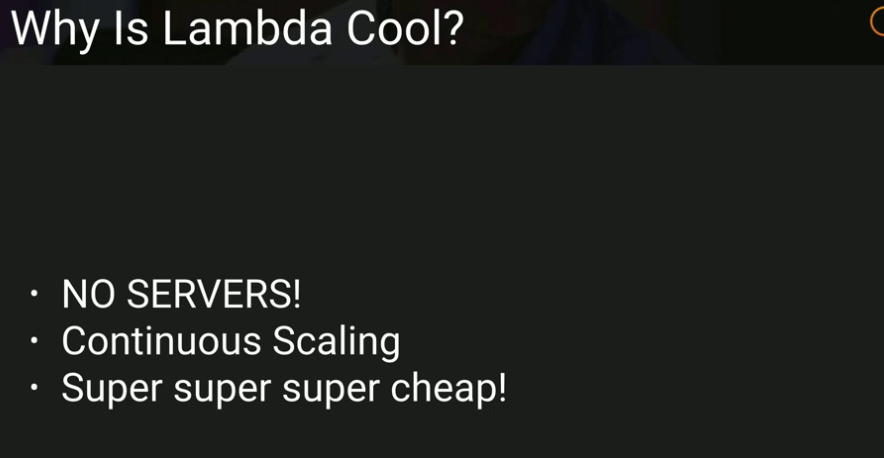 Why Is Lambda Cool?
• NO SERVERS!
• Continuous Scaling
• Super super super cheap!